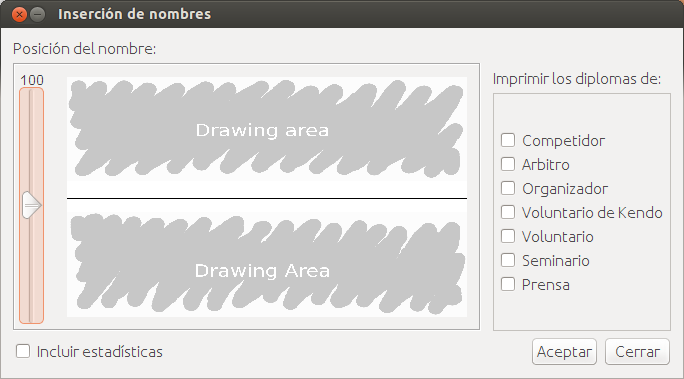 Inserción de nombres
Posición del nombre:
100
Drawing area
Drawing Area
Imprimir los diplomas de:
Competidor
Arbitro
Organizador
Voluntario de Kendo
Voluntario
Seminario
Prensa
Incluir estadísticas
Aceptar
Cerrar